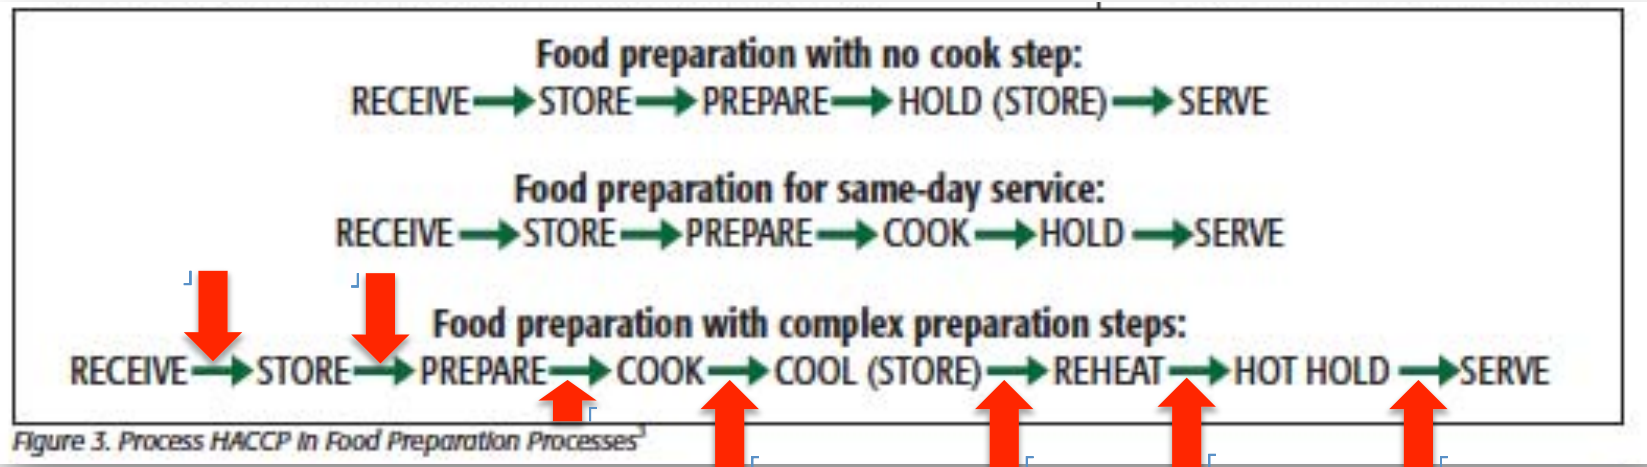 Food preparation with no cook step:
RECEIVE → STORE → PREPARE → HOLD (STORE) → SERVE
Food preparation for same-day service:
RECEIVE → STORE → PREPARE → COOK → HOLD → SERVE
Food preparation with complex preparation steps:
RECEIVE → STORE → PREPARE → COOK → COOL (STORE) → REHEAT → HOT HOLD → SERVE
Figure 3. Process HACCP in Food Preparation Processes